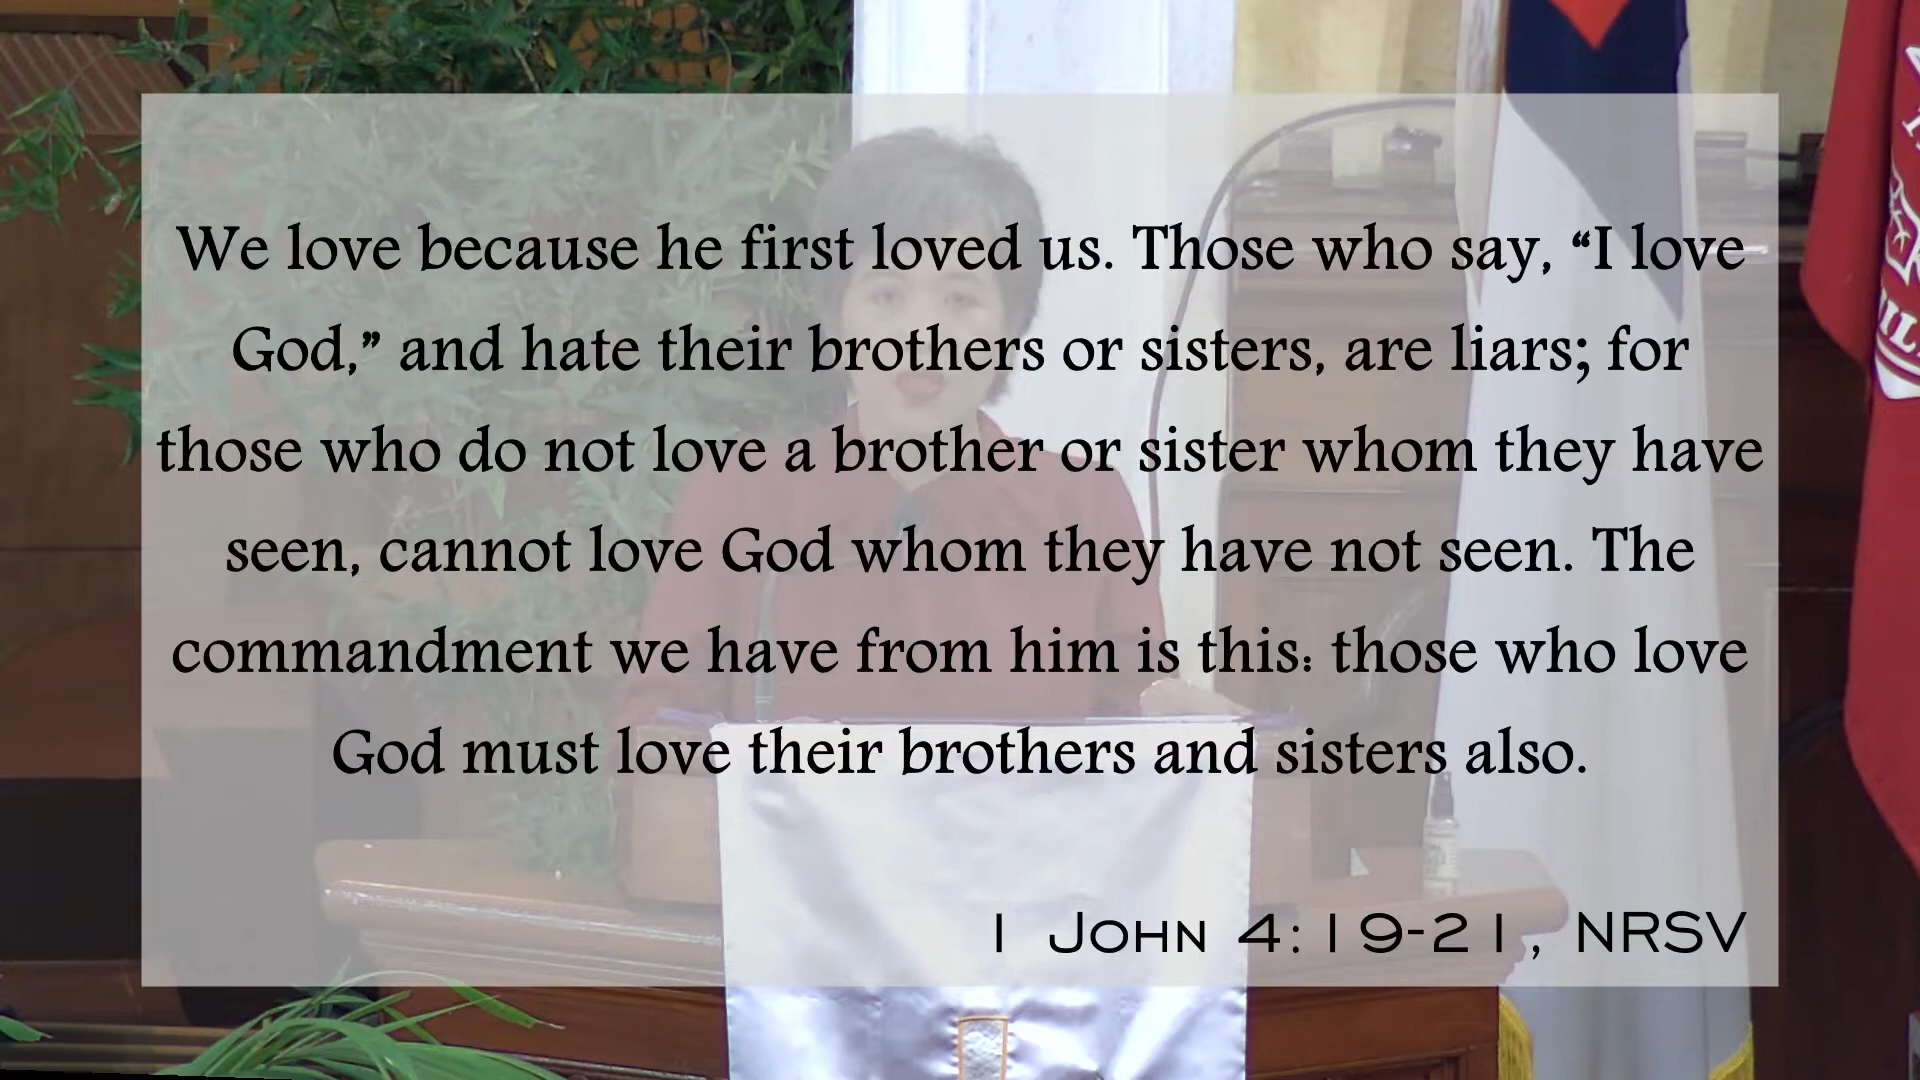 We love because he first loved us. Those who say, “I love
God,” and hate their brothers or sisters, are liars; for
those who do not love a brother or sister whom they have
seen, cannot love God whom they have not seen. The
commandment we have from him is this: those who love
God must love their brothers and sisters also.
1 John 4:19-21, NRSV